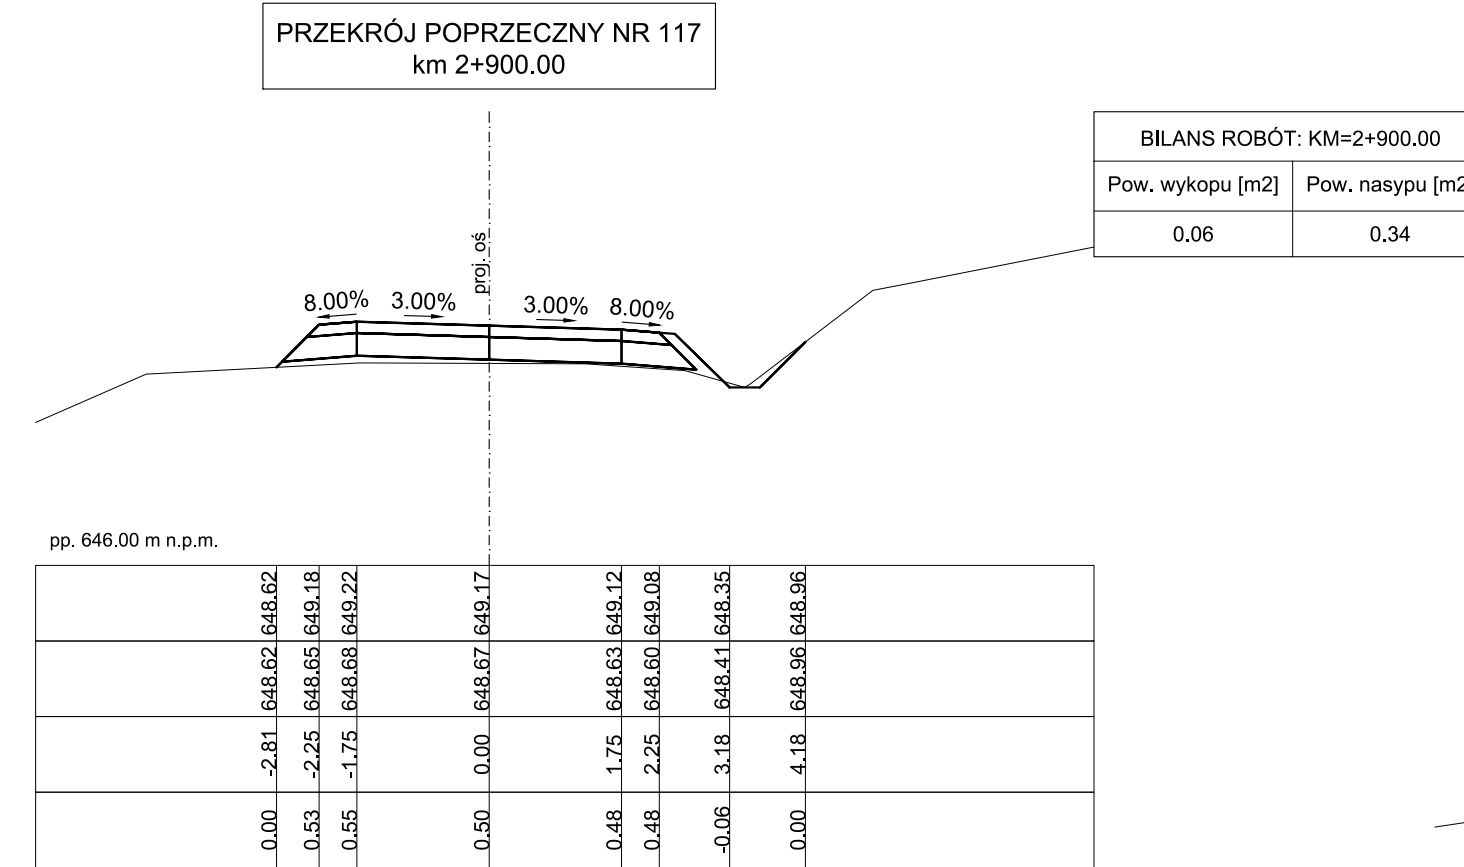 PRZEKRÓJ POPRZECZNY NR 117
km 2+900.00
BILANS ROBÓT: KM=2+900.00
Pow. wykopu [m2] Pow. nasypu [m2
0.06 0.34
proj. oś
8.00% 3.00% 3.00% 8.00%
pp. 646.00 m n.p.m.
648.62 649.18 649.22 649.17 649.12 649.08 648.35 648.96
648.62 648.65 648.68 648.67 648.63 648.60 648.41 648.96
-2.81 -2.25 -1.75 0.00 1.75 2.25 3.18 4.18
0.00 0.53 0.55 0.50 0.48 0.48 -0.06 0.00